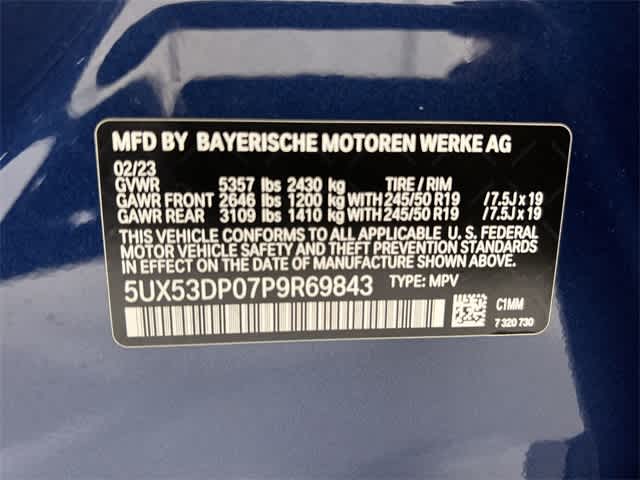 MFD BY BAYERISCHE MOTOREN WERKE AG
02/23
GVWR 5357 lbs 2430 kg TIRE / RIM
GAWR FRONT 2646 lbs 1200 kg WITH 245/50 R19 /7.5J x 19
GAWR REAR 3109 lbs 1410 kg WITH 245/50 R19 /7.5J x 19
THIS VEHICLE CONFORMS TO ALL APPLICABLE U. S. FEDERAL
MOTOR VEHICLE SAFETY AND THEFT PREVENTION STANDARDS
IN EFFECT ON THE DATE OF MANUFACTURE SHOWN ABOVE.
5UX53DP07P9R69843 TYPE: MPV
C1MM
7 320 730